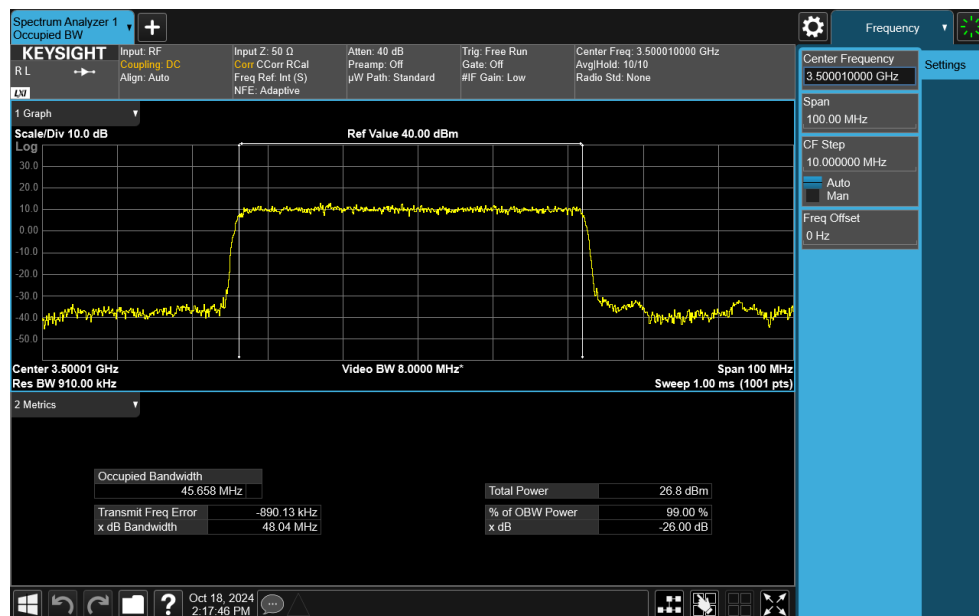 Spectrum Analyzer 1
Occupied BW
KEYSIGHT
R L
LXI
Input: RF
Coupling: DC
Align: Auto
Input Z: 50 Ω
Corr CCorr RCal
Freq Ref: Int (S)
NFE: Adaptive
Atten: 40 dB
Preamp: Off
µW Path: Standard
Trig: Free Run
Gate: Off
#IF Gain: Low
Center Freq: 3.500010000 GHz
Avg|Hold: 10/10
Radio Std: None
1 Graph
Scale/Div 10.0 dB
Ref Value 40.00 dBm
Log
30.0
20.0
10.0
0.00
-10.0
-20.0
-30.0
-40.0
-50.0
Center 3.50001 GHz
Video BW 8.0000 MHz*
Span 100 MHz
Res BW 910.00 kHz
Sweep 1.00 ms (1001 pts)
2 Metrics
Occupied Bandwidth
45.658 MHz
Transmit Freq Error -890.13 kHz
x dB Bandwidth 48.04 MHz
Total Power 26.8 dBm
% of OBW Power 99.00 %
x dB -26.00 dB
Oct 18, 2024
2:17:46 PM
Frequency
Settings
Center Frequency
3.500010000 GHz
Span
100.00 MHz
CF Step
10.000000 MHz
Auto
Man
Freq Offset
0 Hz